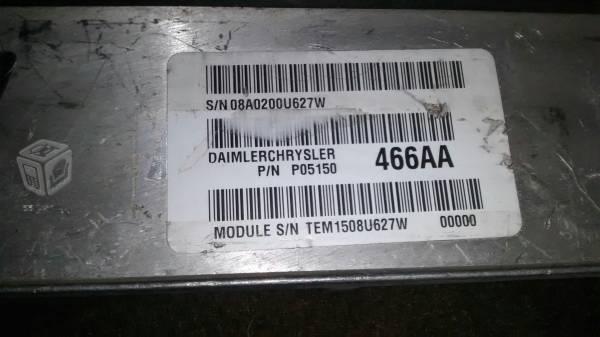 S/N 08A0200U627W
DAIMLERCHRYSLER 466AA
P/N P05150
MODULE S/N TEM1508U627W 00000